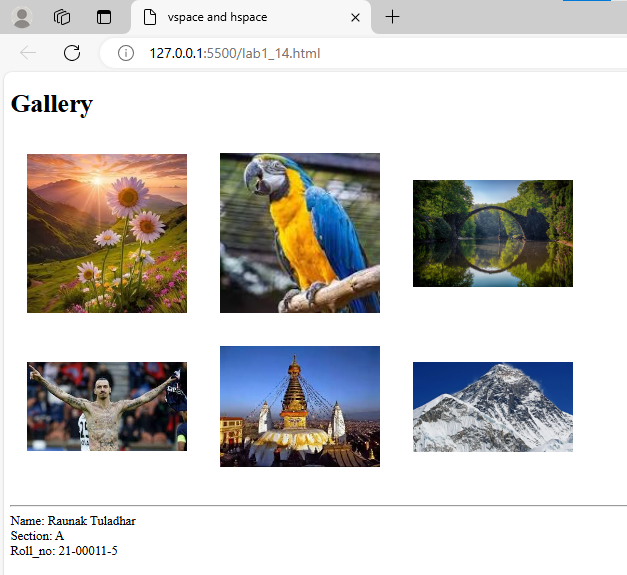 vspace and hspace
127.0.0.1:5500/lab1_14.html
Gallery
Name: Raunak Tuladhar
Section: A
Roll_no: 21-00011-5